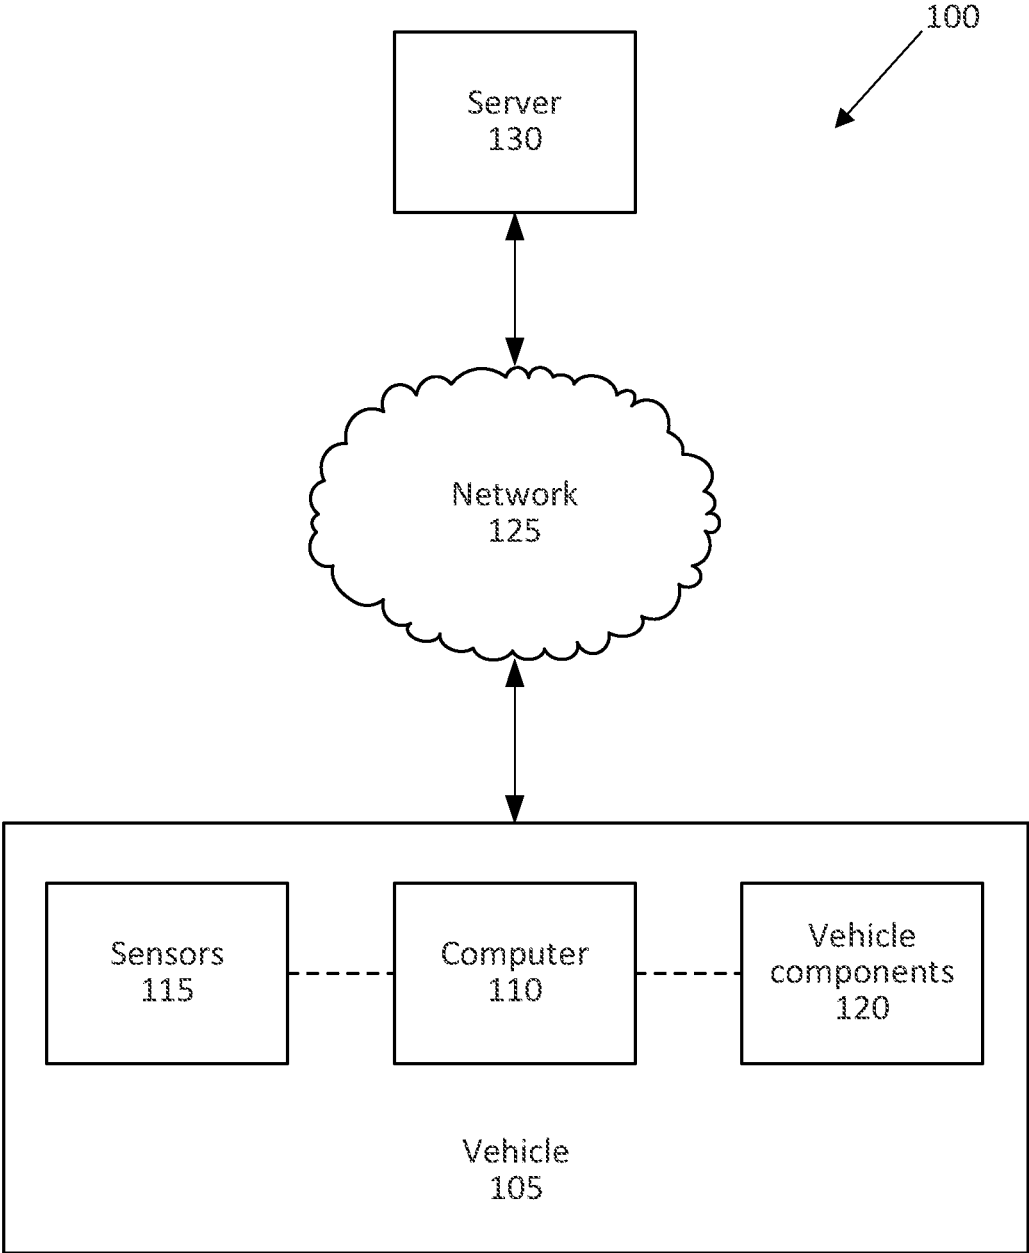 100
Server
130
Network
125
Sensors
115
Computer
110
Vehicle
components
120
Vehicle
105